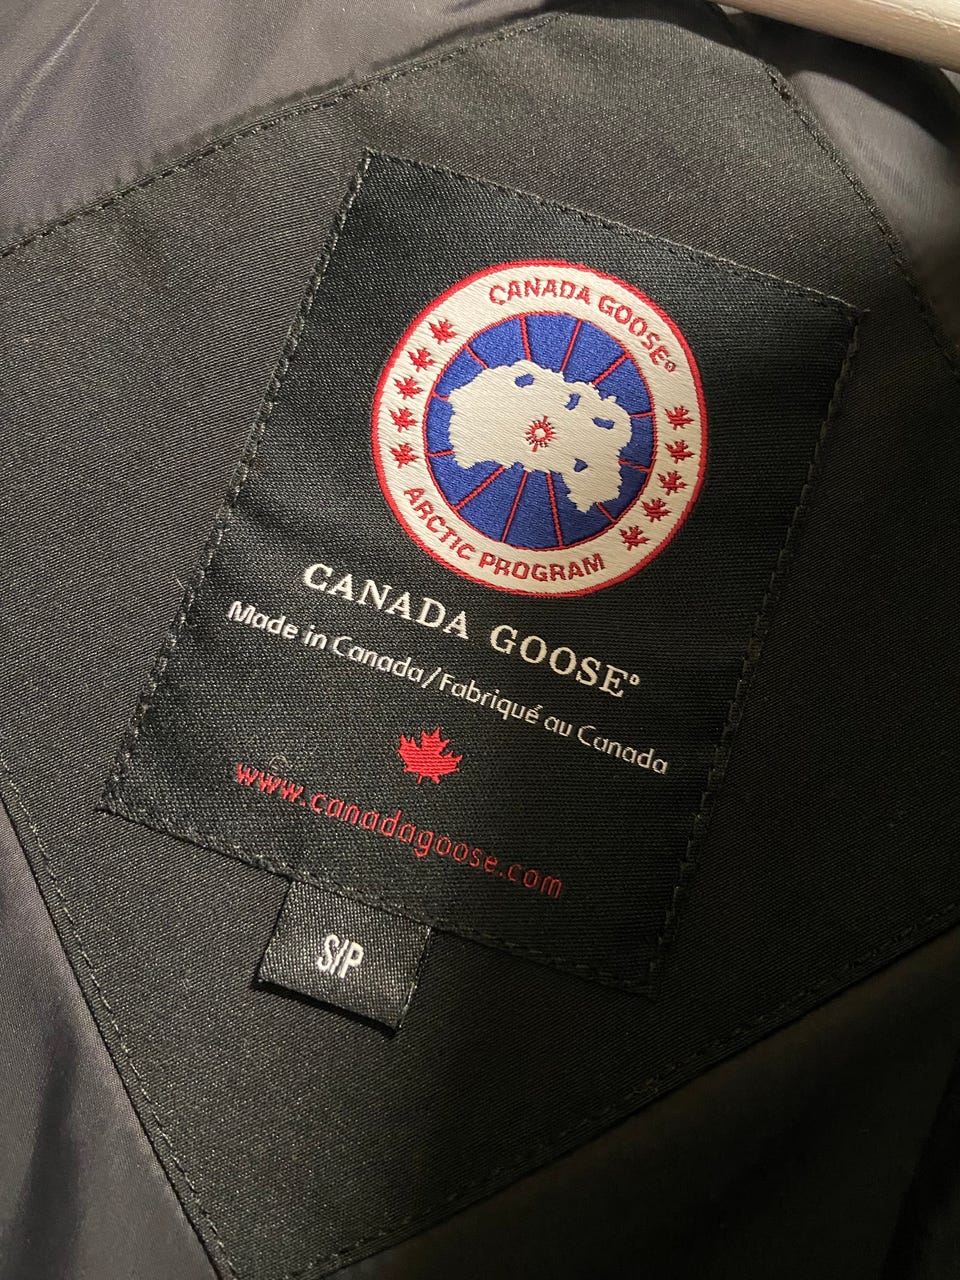 CANADA GOOSE®
ARCTIC PROGRAM
CANADA GOOSE®
Made in Canada/Fabriqué au Canada
www.canadagoose.com
S/P